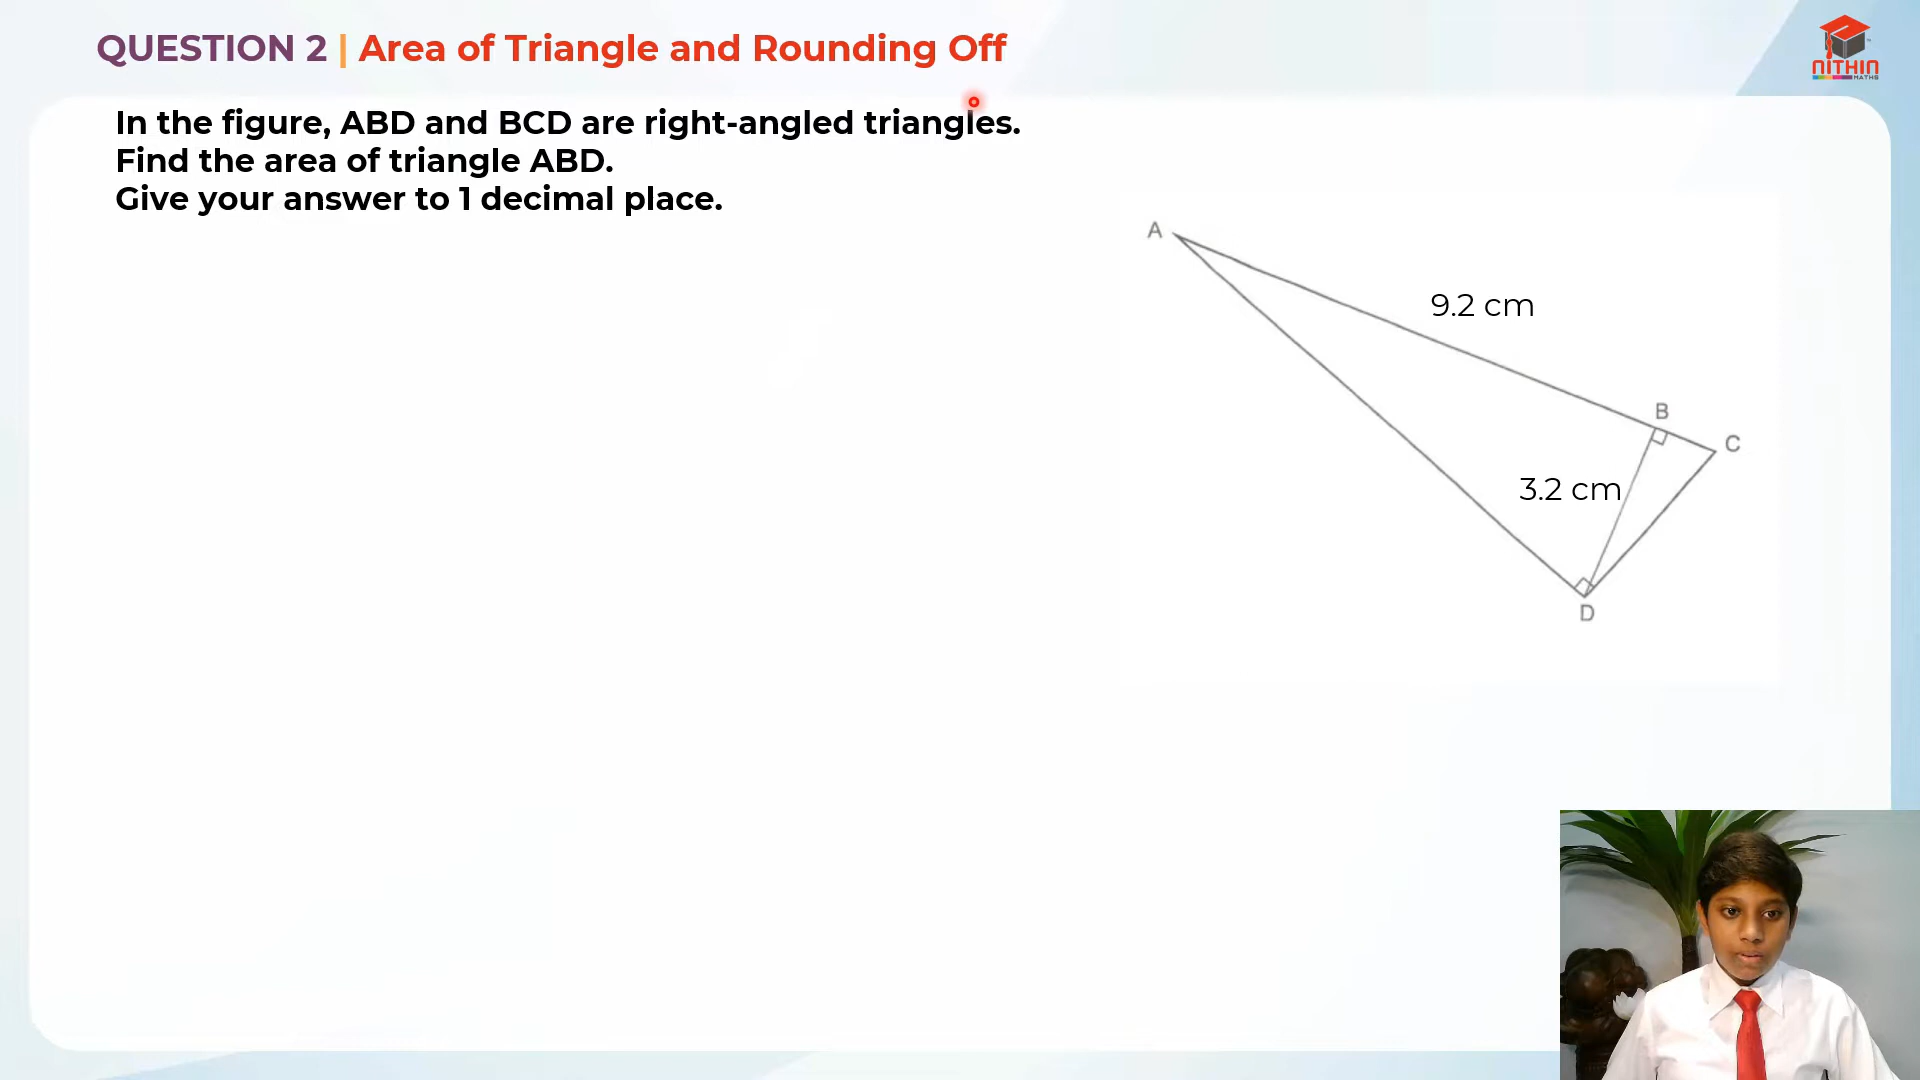 QUESTION 2 | Area of Triangle and Rounding Off
NITHIN
MATHS
In the figure, ABD and BCD are right-angled triangles.
Find the area of triangle ABD.
Give your answer to 1 decimal place.
A
9.2 cm
B
C
3.2 cm
D